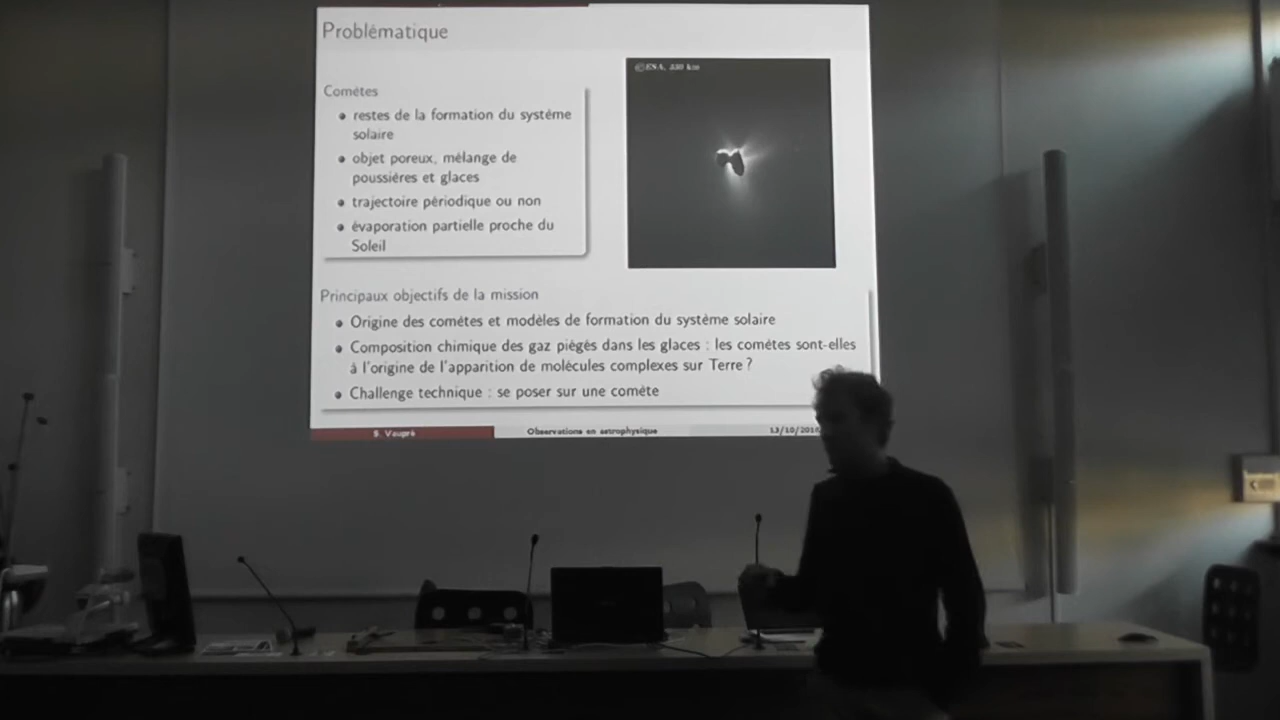 Problématique
©ESA, 330 km
Comètes
restes de la formation du système
solaire
objet poreux, mélange de
poussières et glaces
trajectoire périodique ou non
évaporation partielle proche du
Soleil
Principaux objectifs de la mission
Origine des comètes et modèles de formation du système solaire
Composition chimique des gaz piégés dans les glaces : les comètes sont-elles
à l'origine de l'apparition de molécules complexes sur Terre ?
Challenge technique : se poser sur une comète
S. Vaupré Observations en astrophysique